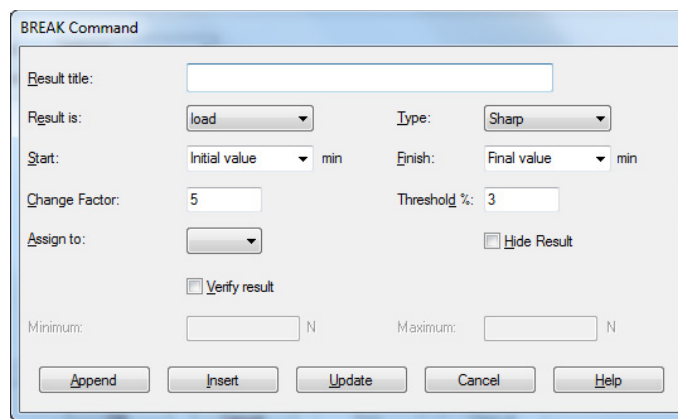 BREAK Command
Result title:
Result is: load Type: Sharp
Start: Initial value min Finish: Final value min
Change Factor: 5 Threshold %: 3
Assign to: Hide Result
Verify result
Minimum: N Maximum: N
Append Insert Update Cancel Help